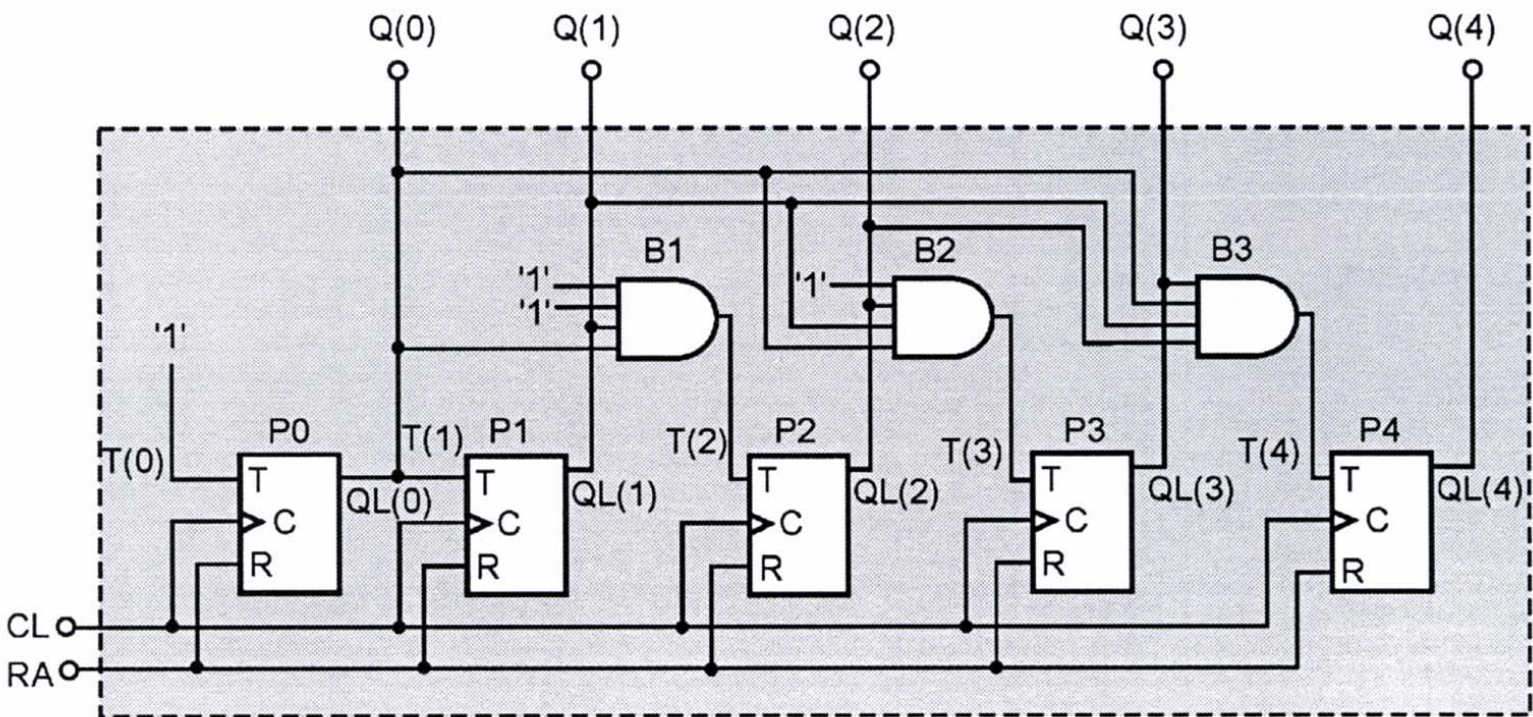 Q(0) Q(1) Q(2) Q(3) Q(4)
B1 B2 B3
'1' '1'
'1'
'1'
P0 T(1) P1 T(2) P2 T(3) P3 T(4) P4
T(0)
T T T T T
QL(0) QL(1) QL(2) QL(3) QL(4)
C C C C C
R R R R R
CL
RA